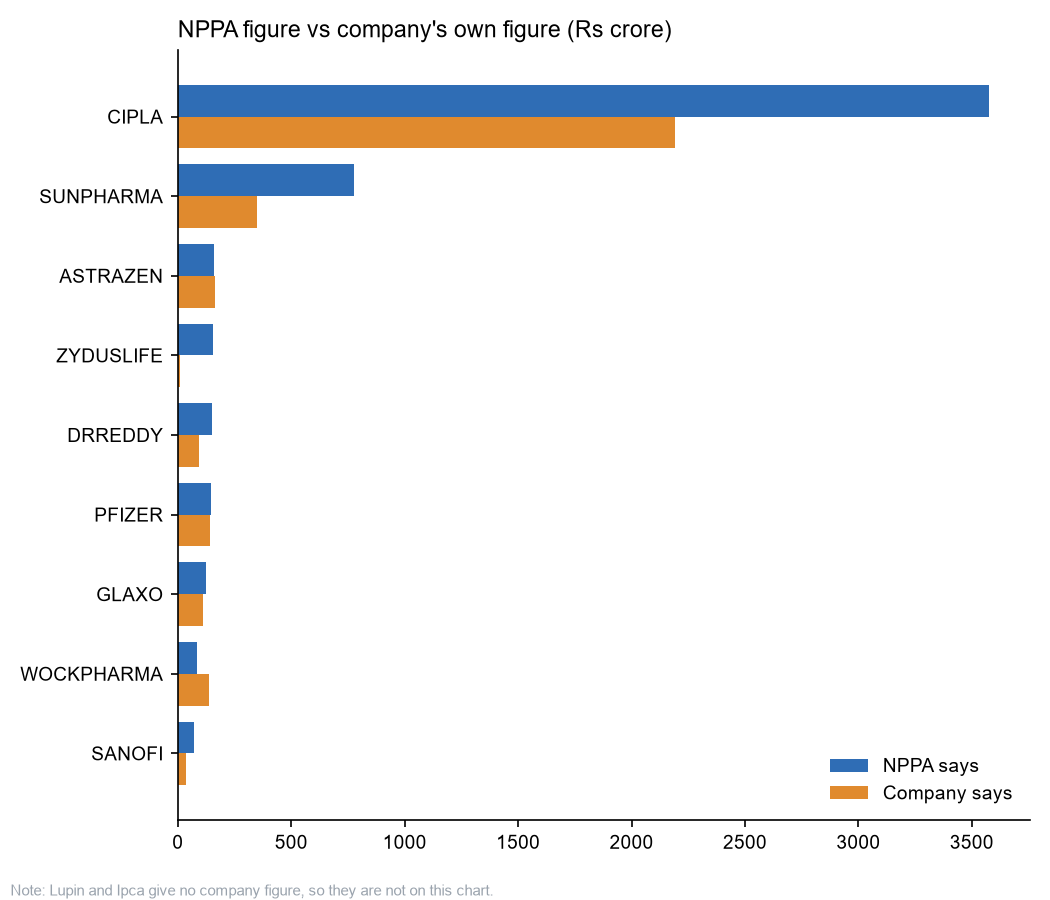 NPPA figure vs company's own figure (Rs crore)
CIPLA
SUNPHARMA
ASTRAZEN
ZYDUSLIFE
DRREDDY
PFIZER
GLAXO
WOCKPHARMA
SANOFI
NPPA says
Company says
0 500 1000 1500 2000 2500 3000 3500
Note: Lupin and Ipca give no company figure, so they are not on this chart.